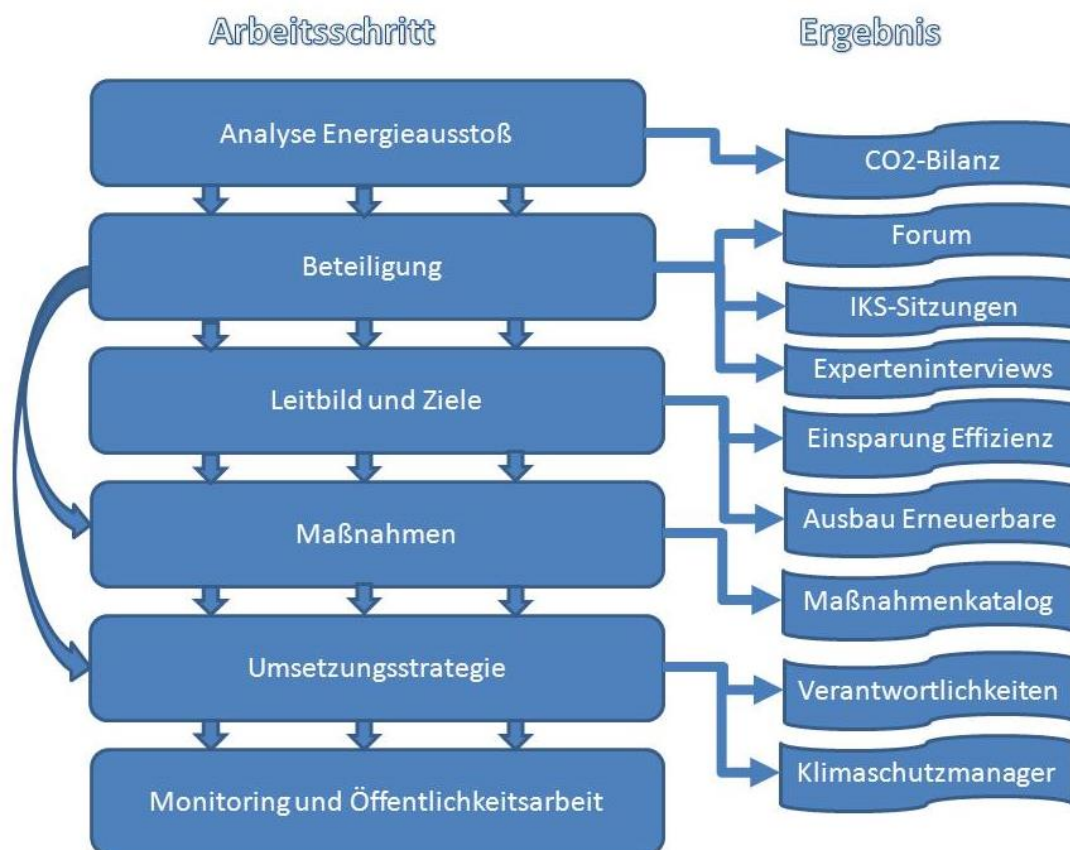 Arbeitsschritt
Ergebnis
Analyse Energieausstoß
CO2-Bilanz
Beteiligung
Forum
IKS-Sitzungen
Experteninterviews
Leitbild und Ziele
Einsparung Effizienz
Ausbau Erneuerbare
Maßnahmen
Maßnahmenkatalog
Umsetzungsstrategie
Verantwortlichkeiten
Klimaschutzmanager
Monitoring und Öffentlichkeitsarbeit